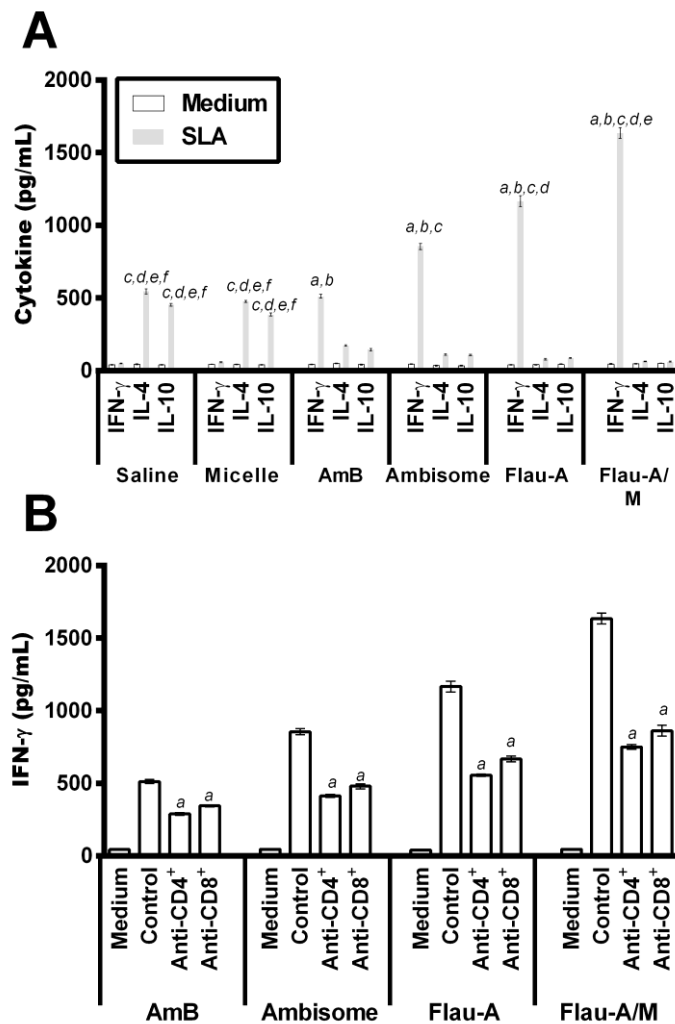 A
2000
1500
1000
500
0
Cytokine (pg/mL)
Medium
SLA
c,d,e,f
c,d,e,f
c,d,e,f
c,d,e,f
a,b
a,b,c
a,b,c,d
a,b,c,d,e
IFN-γ
IL-4
IL-10
IFN-γ
IL-4
IL-10
IFN-γ
IL-4
IL-10
IFN-γ
IL-4
IL-10
IFN-γ
IL-4
IL-10
IFN-γ
IL-4
IL-10
Saline
Micelle
AmB
Ambisome
Flau-A
Flau-A/
M
B
2000
1500
1000
500
0
IFN-γ (pg/mL)
a
a
a
a
a
a
a
a
Medium
Control
Anti-CD4⁺
Anti-CD8⁺
Medium
Control
Anti-CD4⁺
Anti-CD8⁺
Medium
Control
Anti-CD4⁺
Anti-CD8⁺
Medium
Control
Anti-CD4⁺
Anti-CD8⁺
AmB
Ambisome
Flau-A
Flau-A/M